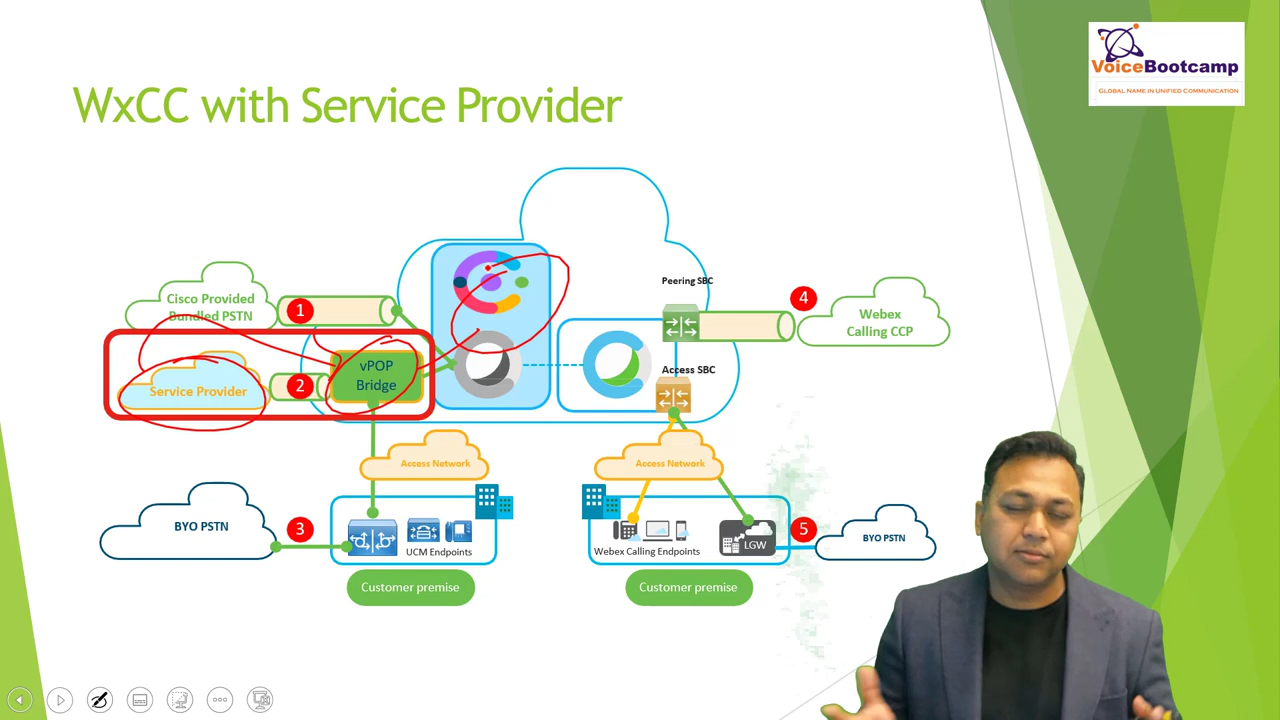 VoiceBootcamp
GLOBAL NAME IN UNIFIED COMMUNICATION
WxCC with Service Provider
Cisco Provided
Bundled PSTN
1
Service Provider
2
vPOP
Bridge
Peering SBC
4
Webex
Calling CCP
Access SBC
Access Network
Access Network
BYO PSTN
3
UCM Endpoints
Customer premise
Webex Calling Endpoints
LGW
5
BYO PSTN
Customer premise